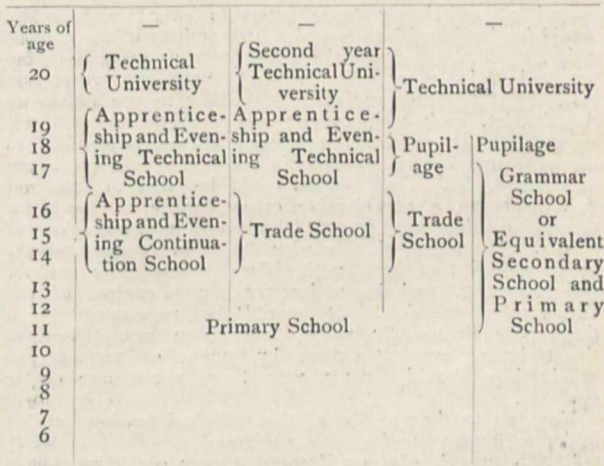 Years of age — — —
20 Technical University Second year Technical Uni- versity Technical University
19 18 17 Apprentice- ship and Even- ing Technical School Apprentice- ship and Even- ing Technical School Pupil- age Pupilage
16 15 14 Apprentice- ship and Even- ing Continua- tion School Trade School Trade School Grammar School or Equivalent Secondary School and Primary School
13
12
11 Primary School
10
9
8
7
6